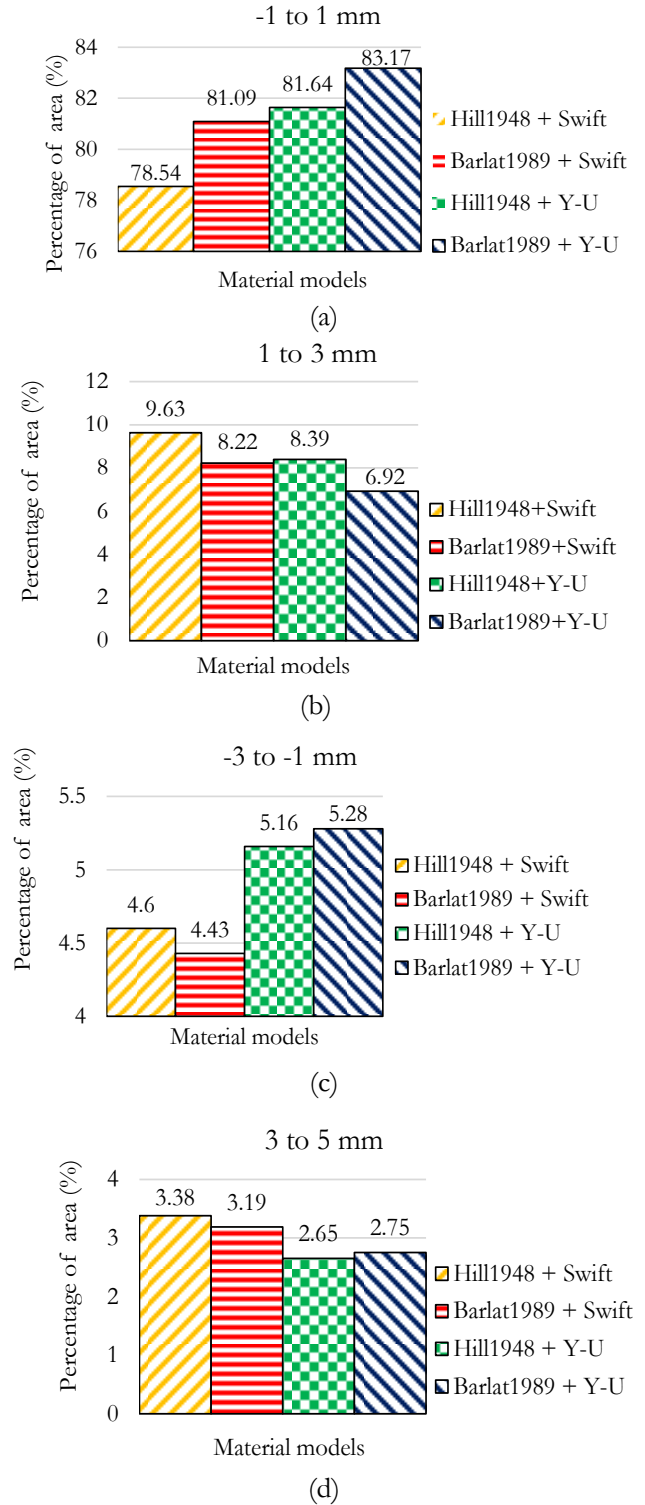 -1 to 1 mm
Percentage of area (%)
84
82
80
78
76
78.54
81.09
81.64
83.17
Hill1948 + Swift
Barlat1989 + Swift
Hill1948 + Y-U
Barlat1989 + Y-U
Material models
(a)
1 to 3 mm
Percentage of area (%)
12
10
8
6
4
2
0
9.63
8.22
8.39
6.92
Hill1948+Swift
Barlat1989+Swift
Hill1948+Y-U
Barlat1989+Y-U
Material models
(b)
-3 to -1 mm
Percentage of area (%)
5.5
5
4.5
4
4.6
4.43
5.16
5.28
Hill1948 + Swift
Barlat1989 + Swift
Hill1948 + Y-U
Barlat1989 + Y-U
Material models
(c)
3 to 5 mm
Percentage of area (%)
4
3
2
1
0
3.38
3.19
2.65
2.75
Hill1948 + Swift
Barlat1989 + Swift
Hill1948 + Y-U
Barlat1989 + Y-U
Material models
(d)